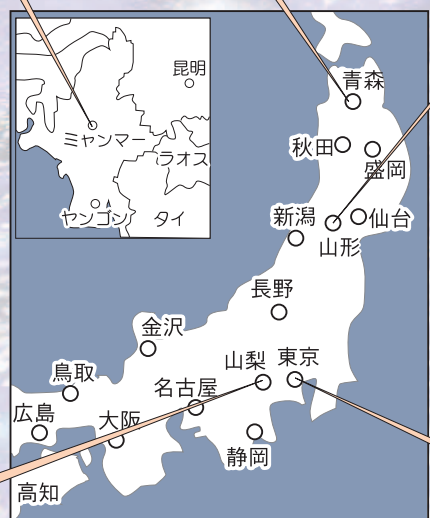 昆明
ミャンマー
ラオス
ヤンゴン
タイ
青森
秋田
盛岡
新潟
仙台
山形
長野
金沢
山梨
東京
鳥取
名古屋
広島
大阪
静岡
高知